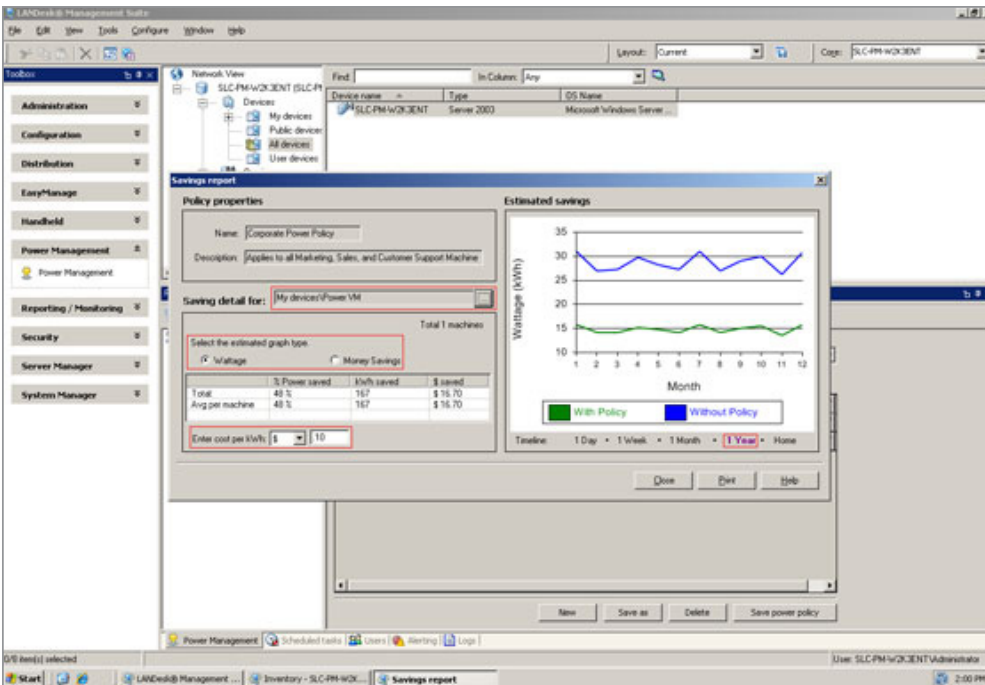 LANDesk® Management Suite
File Edit View Tools Configure Window Help
Layout: Current Core: SLC-PM-W2K3ENT
Toolbox
Administration
Configuration
Distribution
EasyManage
Handheld
Power Management
Power Management
Reporting / Monitoring
Security
Server Manager
System Manager
Network View
SLC-PM-W2K3ENT (SLC-PM
Devices
My devices
Public devices
All devices
User devices
Find: In Column: Any
Device name Type OS Name
SLC-PM-W2K3ENT Server 2003 Microsoft Windows Server ...
Savings report
Policy properties
Name: Corporate Power Policy
Description: Applies to all Marketing, Sales, and Customer Support Machine
Saving detail for: My devices\Power VM ...
Total 1 machines
Select the estimated graph type.
Wattage Money Savings
% Power saved kWh saved $ saved
Total: 48 % 167 $ 16.70
Avg per machine 48 % 167 $ 16.70
Enter cost per kWh: $ .10
Estimated savings
Wattage (kWh)
35
30
25
20
15
10
1 2 3 4 5 6 7 8 9 10 11 12
Month
With Policy Without Policy
Timeline: 1 Day • 1 Week • 1 Month • 1 Year • Home
Close Print Help
New Save as Delete Save power policy
Power Management Scheduled tasks Users Alerting Logs
0/0 item(s) selected User: SLC-PM-W2K3ENT\Administrator
Start LANDesk® Management ... Inventory - SLC-PM-W2K... Savings report 2:00 PM